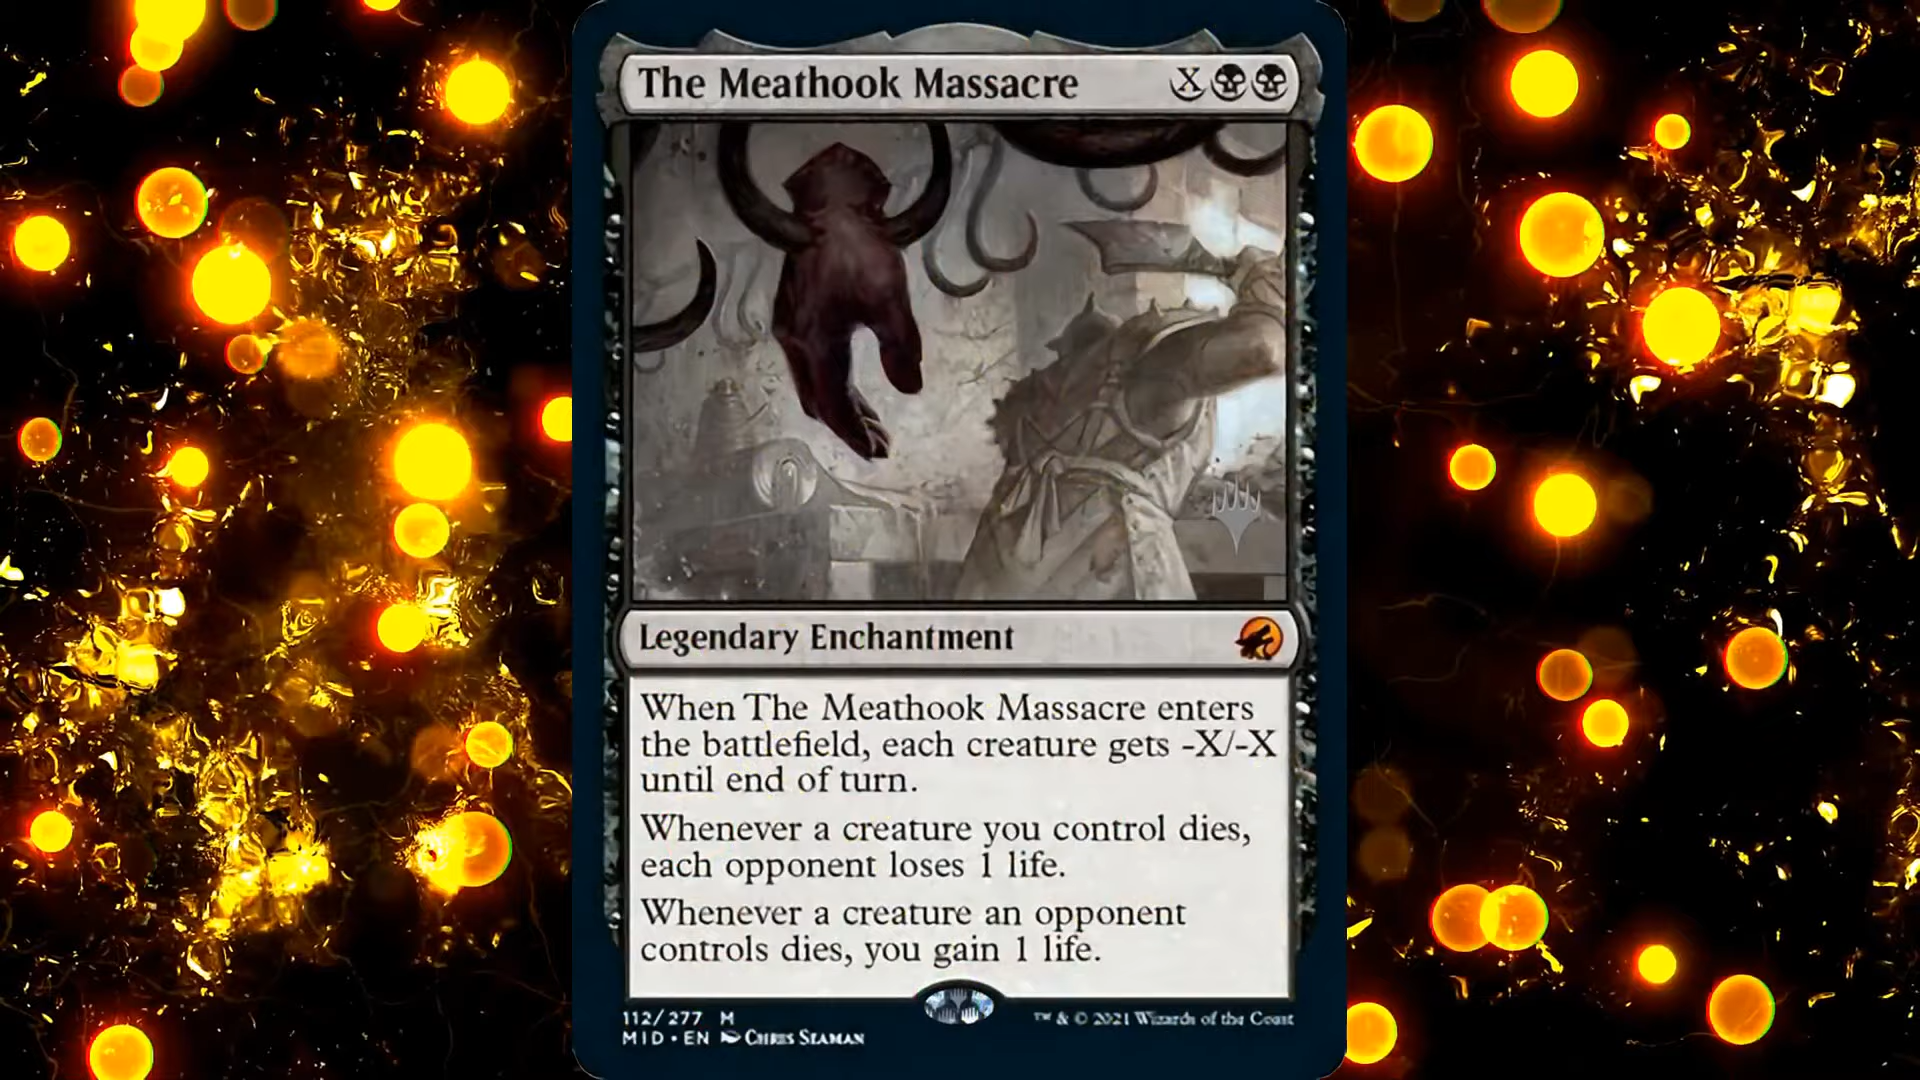 The Meathook Massacre X
Legendary Enchantment
When The Meathook Massacre enters
the battlefield, each creature gets -X/-X
until end of turn.
Whenever a creature you control dies,
each opponent loses 1 life.
Whenever a creature an opponent
controls dies, you gain 1 life.
112/277 M
MID • EN CHRIS SEAMAN
™ & © 2021 Wizards of the Coast